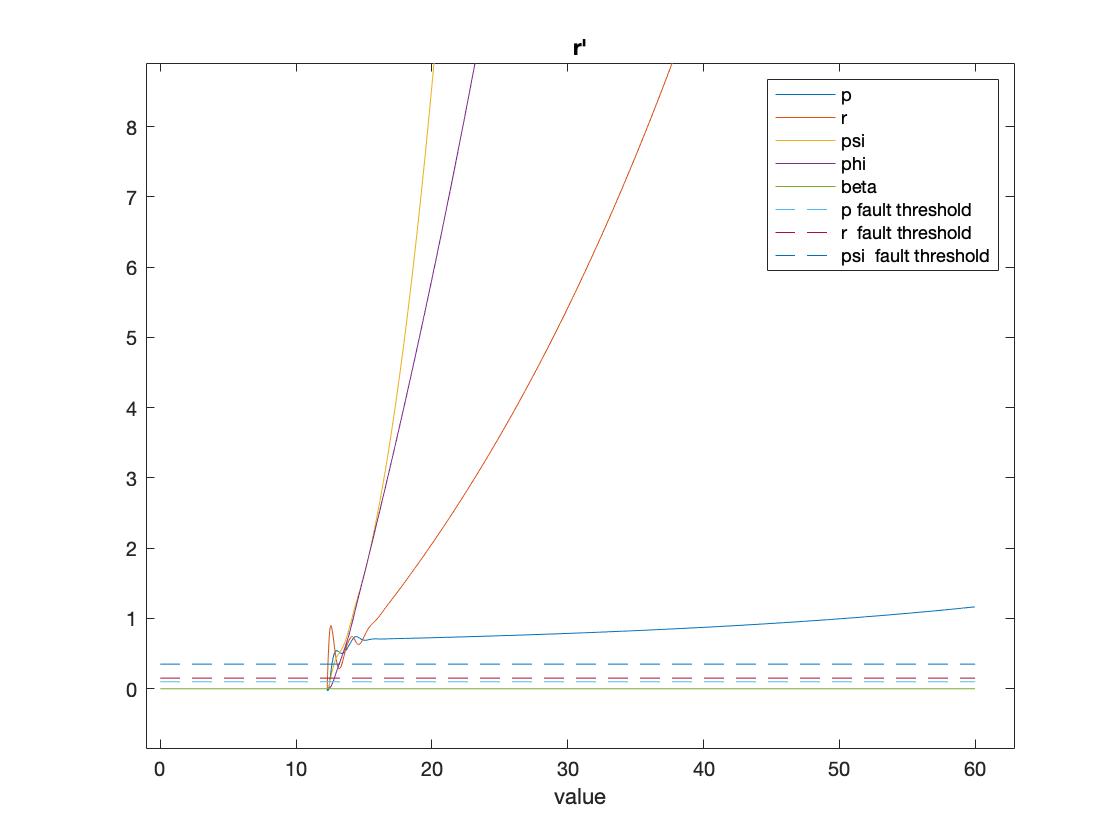 r'
p
r
psi
phi
beta
p fault threshold
r  fault threshold
psi  fault threshold
8
7
6
5
4
3
2
1
0
0 10 20 30 40 50 60
value